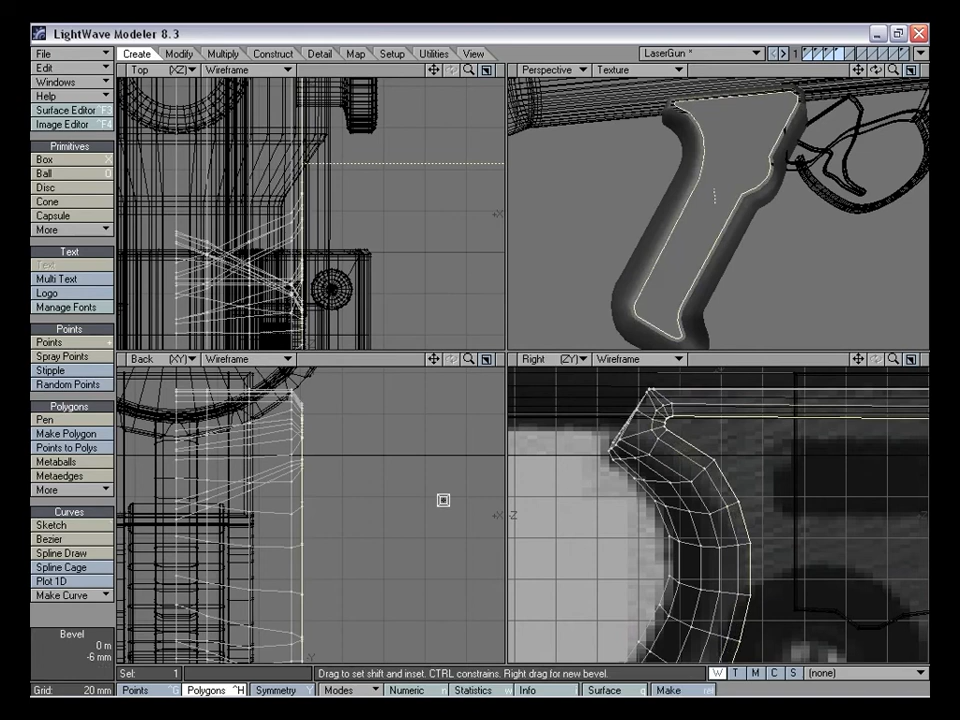 LightWave Modeler 8.3
File Create Modify Multiply Construct Detail Map Setup Utilities View LaserGun * 1
Edit Top (XZ) Wireframe Perspective Texture
Windows
Help
Surface Editor F3
Image Editor F4
Primitives
Box X
Ball O
Disc
Cone
Capsule
More
Text
Text
Multi Text
Logo
Manage Fonts
Points
Points +
Spray Points Back (XY) Wireframe Right (ZY) Wireframe
Stipple
Random Points
Polygons
Pen
Make Polygon
Points to Polys
Metaballs
Metaedges
More
Curves
Sketch
Bezier
Spline Draw
Spline Cage
Plot 1D
Make Curve
Bevel
0 m
-6 mm
Sel: 1 Drag to set shift and inset. CTRL constrains. Right drag for new bevel. W T M C S (none)
Grid: 20 mm Points ^G Polygons ^H Symmetry Y Modes Numeric n Statistics w Info i Surface q Make ret